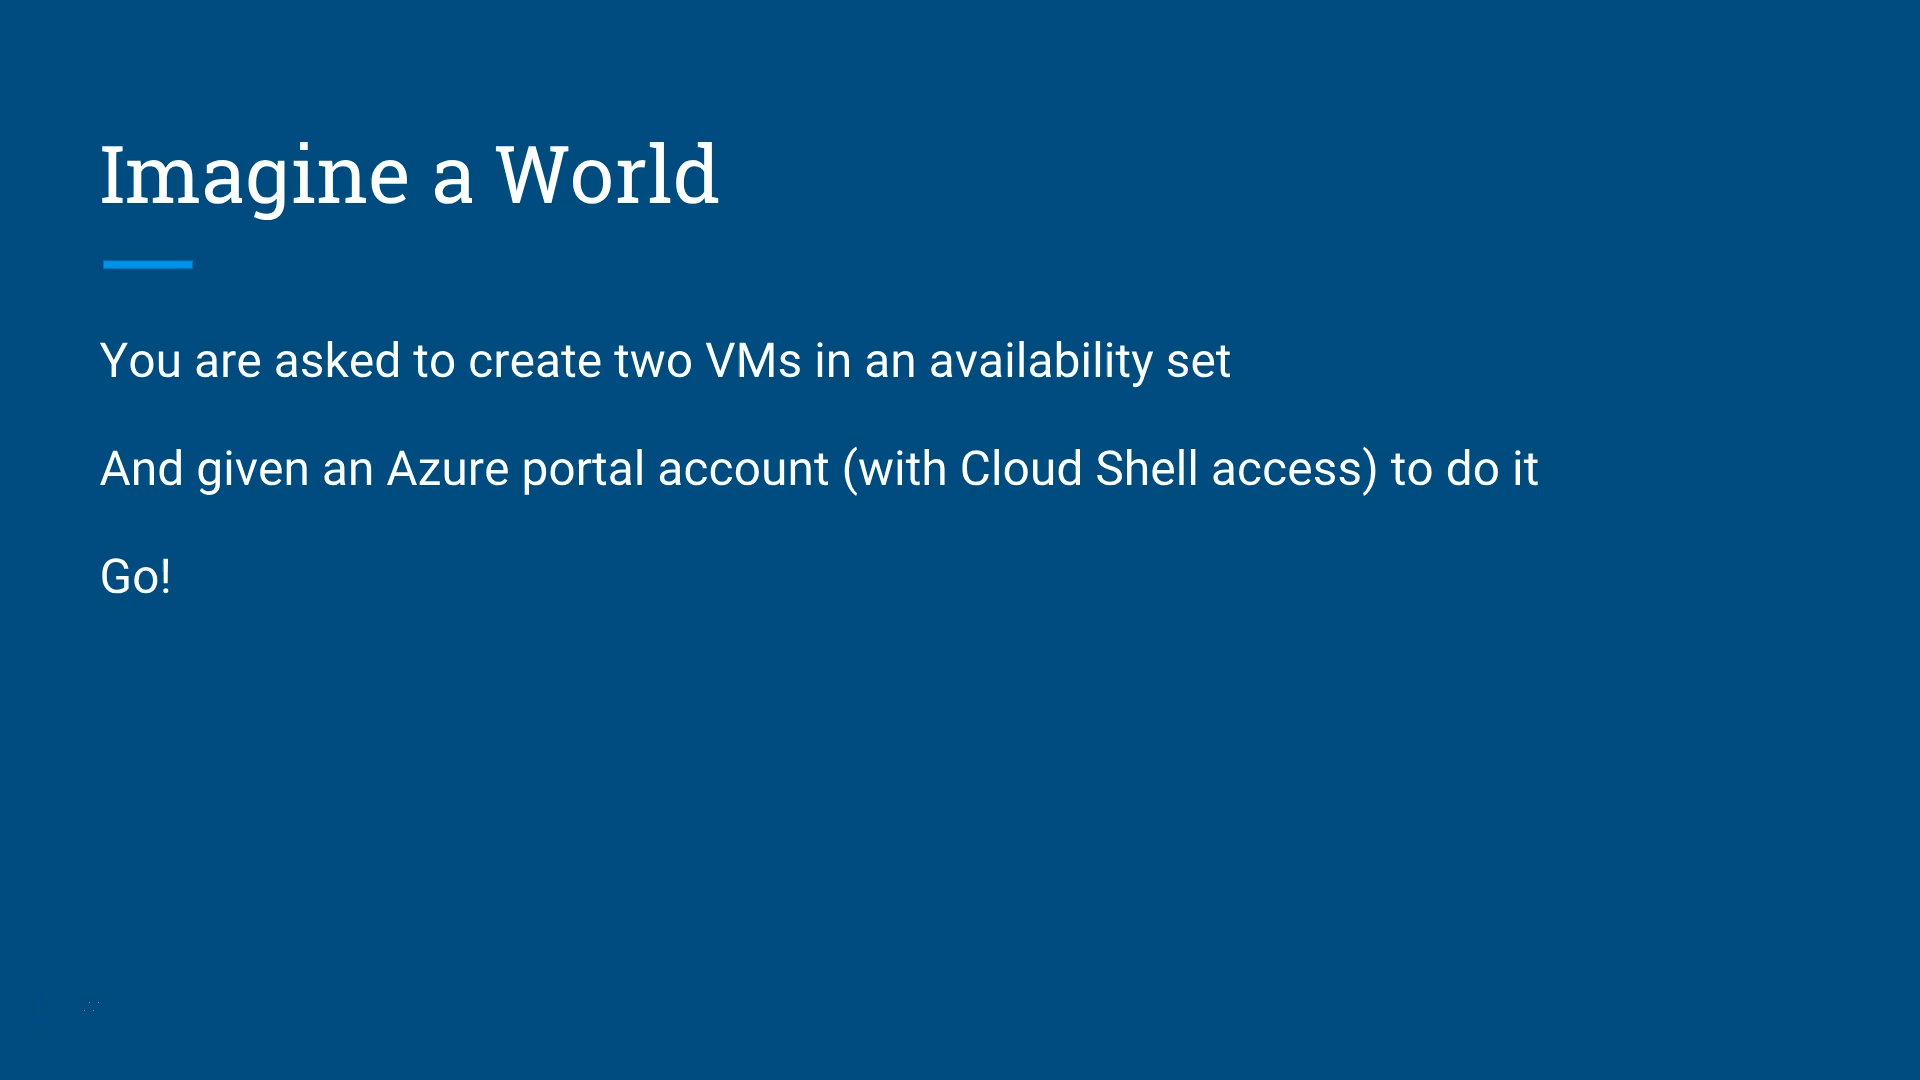 Imagine a World
You are asked to create two VMs in an availability set
And given an Azure portal account (with Cloud Shell access) to do it
Go!